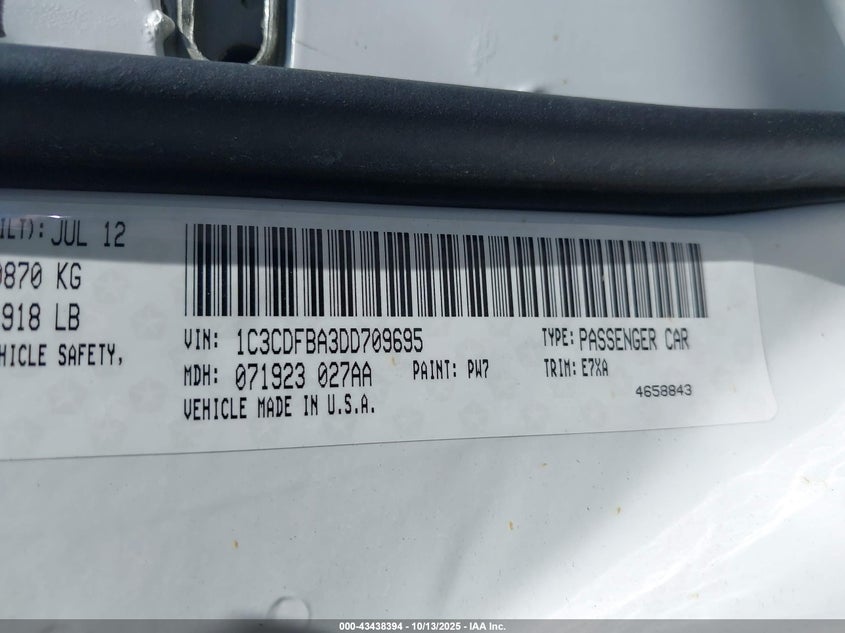 ILT): JUL 12
0870 KG
918 LB
HICLE SAFETY,
VIN: 1C3CDFBA3DD709695 TYPE: PASSENGER CAR
MDH: 071923 027AA PAINT: PW7 TRIM: E7XA
VEHICLE MADE IN U.S.A. 4658843
000-43438394 - 10/13/2025 - IAA Inc.